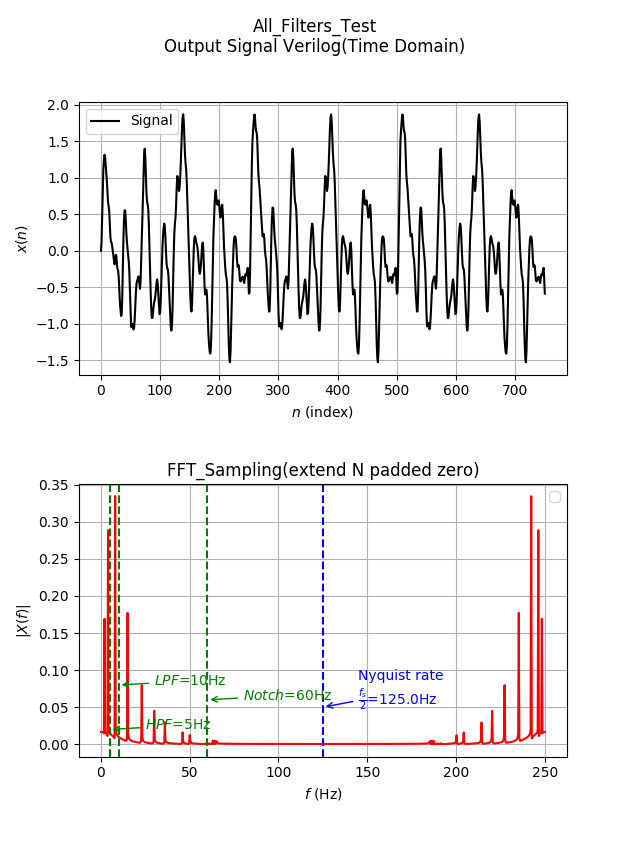 All_Filters_Test
Output Signal Verilog(Time Domain)
2.0
1.5
1.0
0.5
0.0
−0.5
−1.0
−1.5
x(n)
Signal
0 100 200 300 400 500 600 700
n (index)
FFT_Sampling(extend N padded zero)
0.35
0.30
0.25
0.20
0.15
0.10
0.05
0.00
|X(f)|
LPF=10Hz
HPF=5Hz
Notch=60Hz
Nyquist rate
fs/2=125.0Hz
0 50 100 150 200 250
f (Hz)